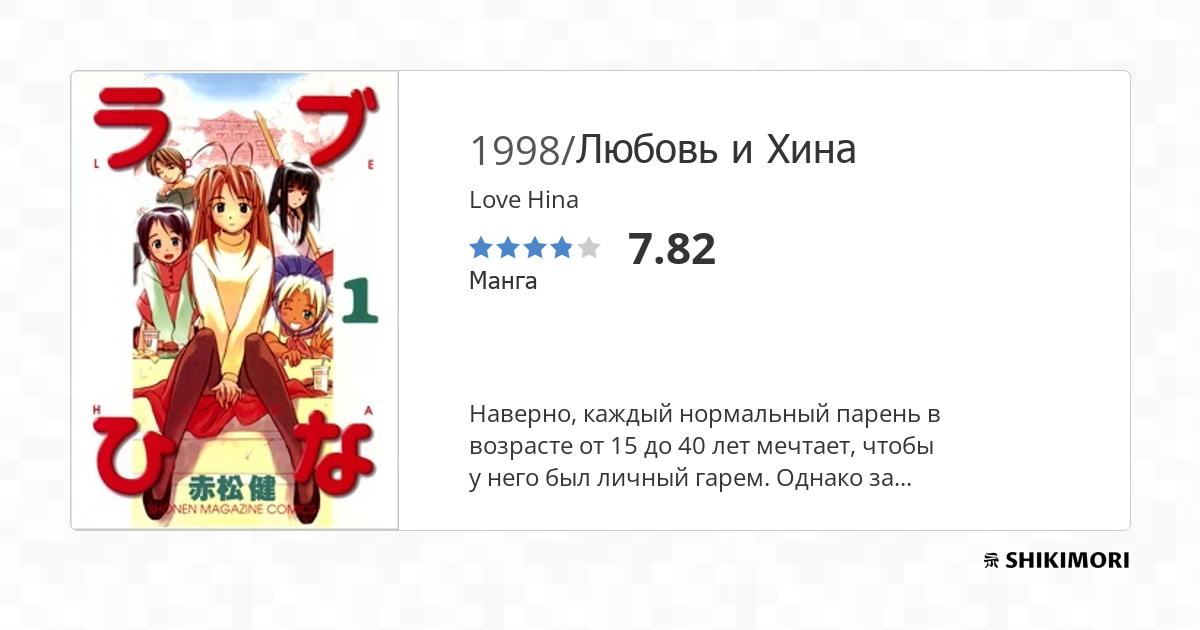 ラブ
L O V E
1
H A
ひな
赤松健
SHONEN MAGAZINE COMICS
1998/Любовь и Хина
Love Hina
7.82
Манга
Наверно, каждый нормальный парень в
возрасте от 15 до 40 лет мечтает, чтобы
у него был личный гарем. Однако за...
SHIKIMORI